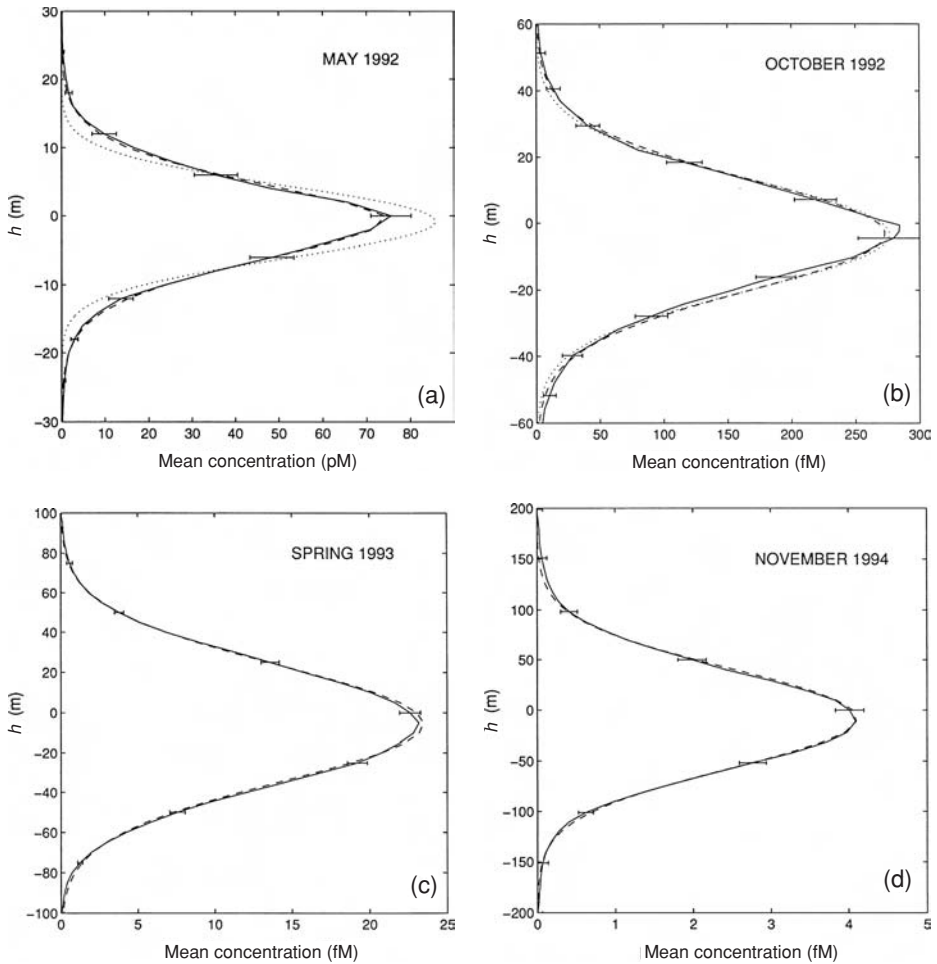 MAY 1992
30
20
10
0
-10
-20
-30
h (m)
0 10 20 30 40 50 60 70 80
Mean concentration (pM)
(a)
OCTOBER 1992
60
40
20
0
-20
-40
-60
h (m)
0 50 100 150 200 250 300
Mean concentration (fM)
(b)
SPRING 1993
100
80
60
40
20
0
-20
-40
-60
-80
-100
h (m)
0 5 10 15 20 25
Mean concentration (fM)
(c)
NOVEMBER 1994
200
150
100
50
0
-50
-100
-150
-200
h (m)
0 1 2 3 4 5
Mean concentration (fM)
(d)